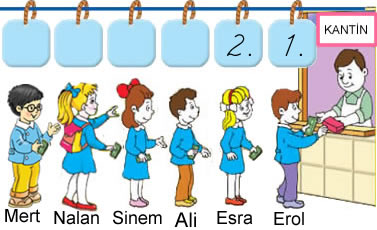 2. 1. KANTİN
Mert Nalan Sinem Ali Esra Erol